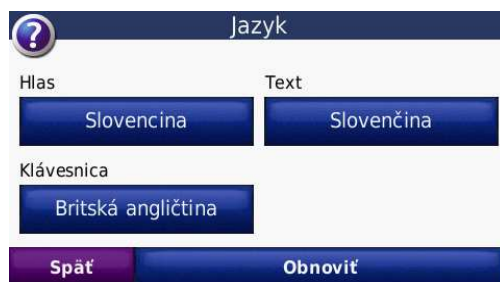 ?
Jazyk
Hlas
Text
Slovencina
Slovenčina
Klávesnica
Britská angličtina
Späť
Obnoviť